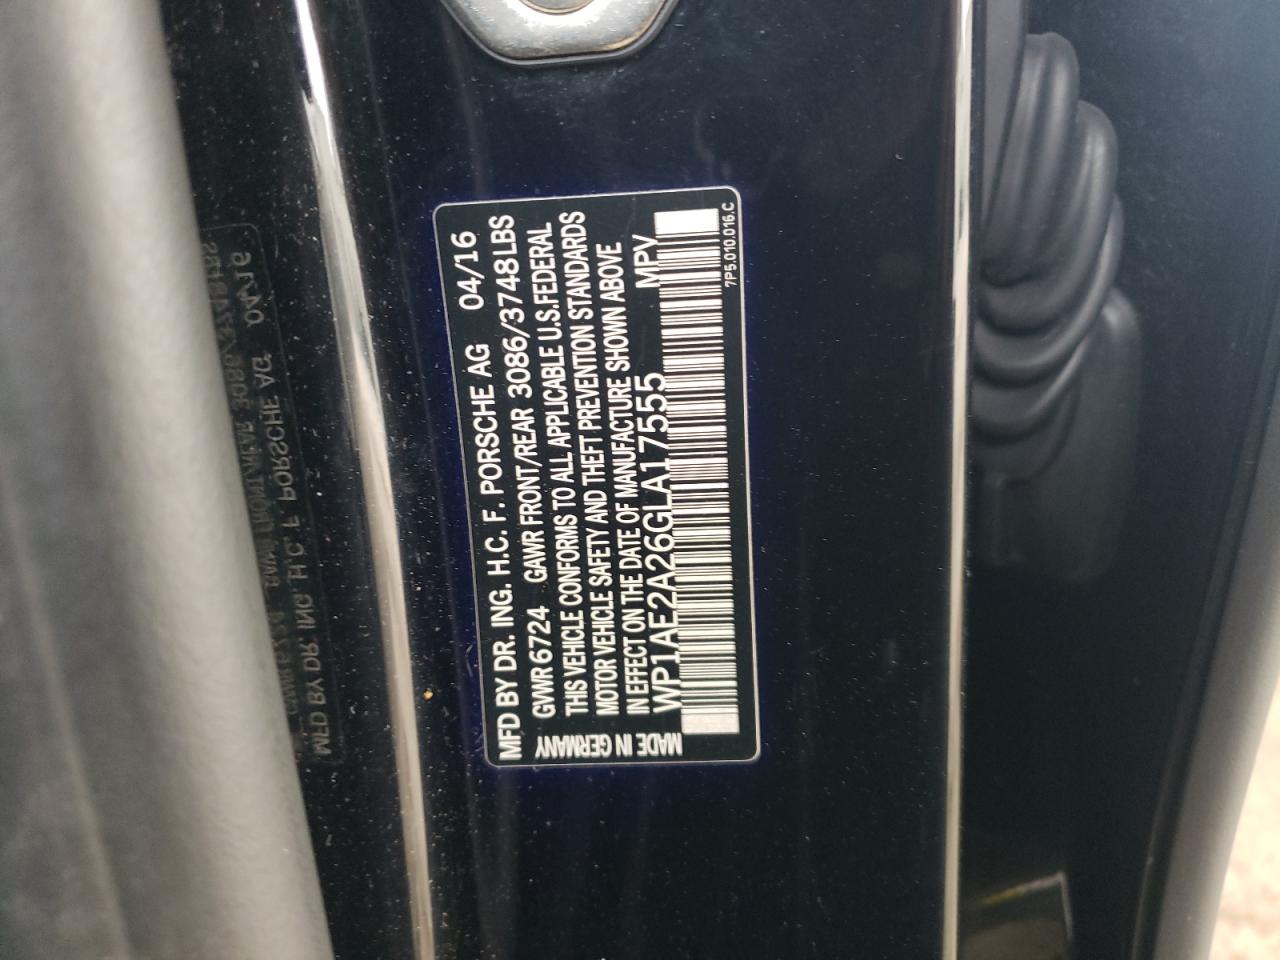 MFD BY DR. ING. H.C. F. PORSCHE AG 04/16
GVWR 6724 GAWR FRONT/REAR 3086/3748LBS
THIS VEHICLE CONFORMS TO ALL APPLICABLE U.S.FEDERAL
MOTOR VEHICLE SAFETY AND THEFT PREVENTION STANDARDS
IN EFFECT ON THE DATE OF MANUFACTURE SHOWN ABOVE
WP1AE2A26GLA17555 MPV
MADE IN GERMANY
7P5.010.016.C